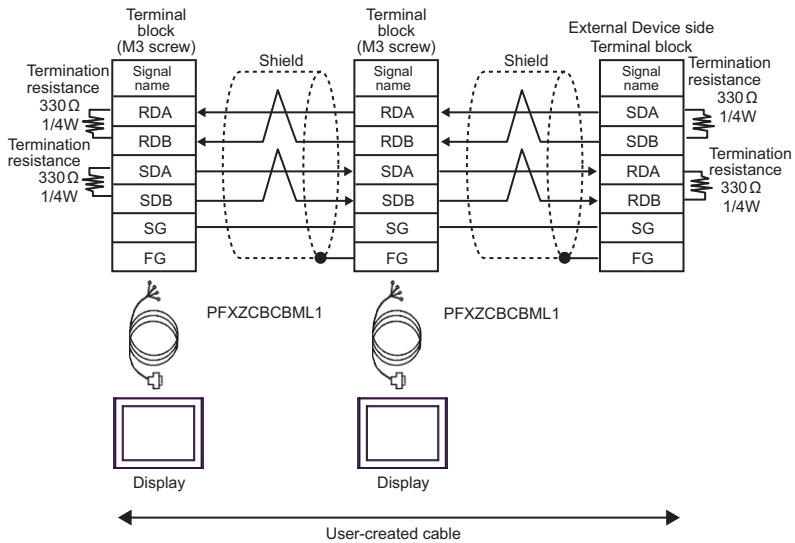 Terminal
block
(M3 screw)
Terminal
block
(M3 screw)
External Device side
Terminal block
Shield
Shield
Signal
name
RDA
RDB
SDA
SDB
SG
FG
Signal
name
RDA
RDB
SDA
SDB
SG
FG
Signal
name
SDA
SDB
RDA
RDB
SG
FG
Termination
resistance
330Ω
1/4W
Termination
resistance
330Ω
1/4W
Termination
resistance
330Ω
1/4W
Termination
resistance
330Ω
1/4W
PFXZCBCBML1
PFXZCBCBML1
Display
Display
User-created cable